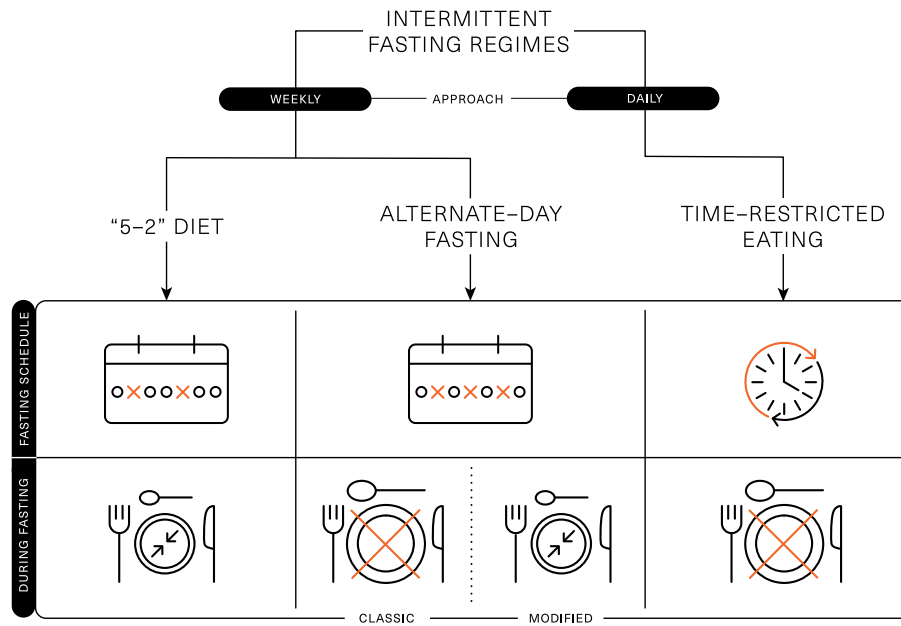 INTERMITTENT
FASTING REGIMES
WEEKLY
APPROACH
DAILY
“5–2” DIET
ALTERNATE–DAY
FASTING
TIME–RESTRICTED
EATING
FASTING SCHEDULE
DURING FASTING
CLASSIC
MODIFIED